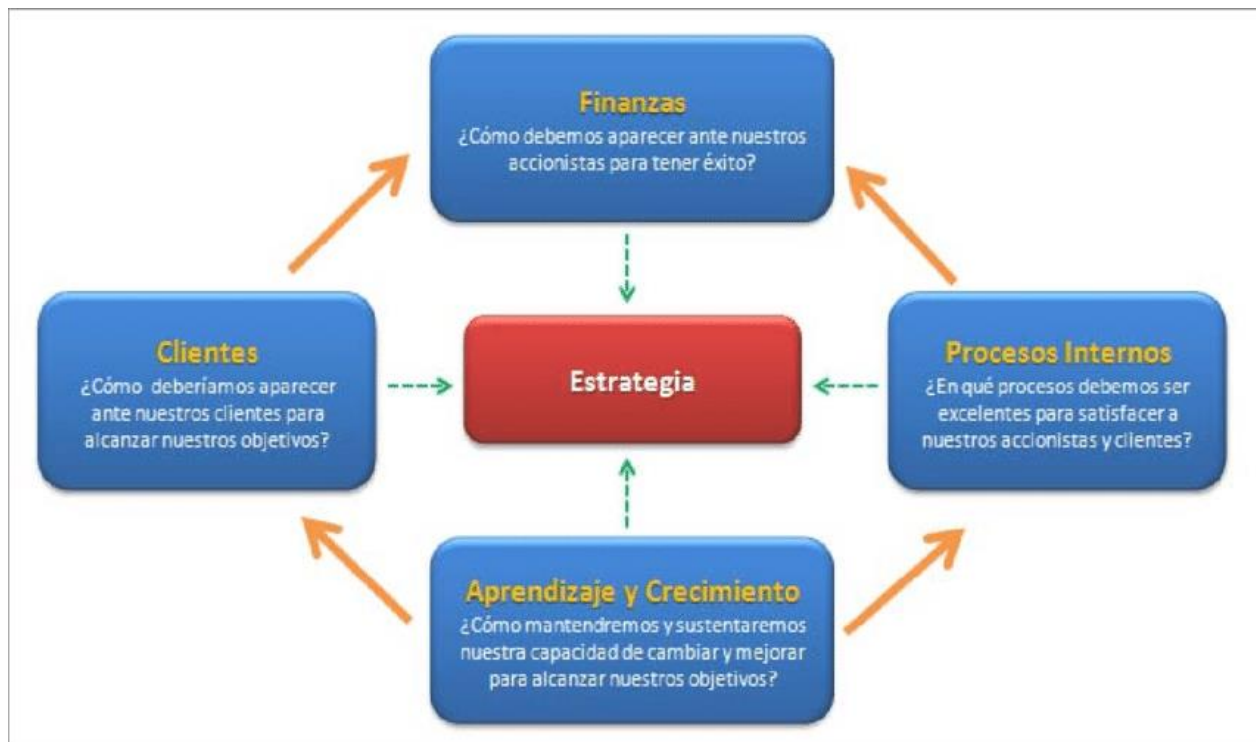 Finanzas
¿Cómo debemos aparecer ante nuestros
accionistas para tener éxito?
Clientes
¿Cómo deberíamos aparecer
ante nuestros clientes para
alcanzar nuestros objetivos?
Estrategia
Procesos Internos
¿En qué procesos debemos ser
excelentes para satisfacer a
nuestros accionistas y clientes?
Aprendizaje y Crecimiento
¿Cómo mantendremos y sustentaremos
nuestra capacidad de cambiar y mejorar
para alcanzar nuestros objetivos?